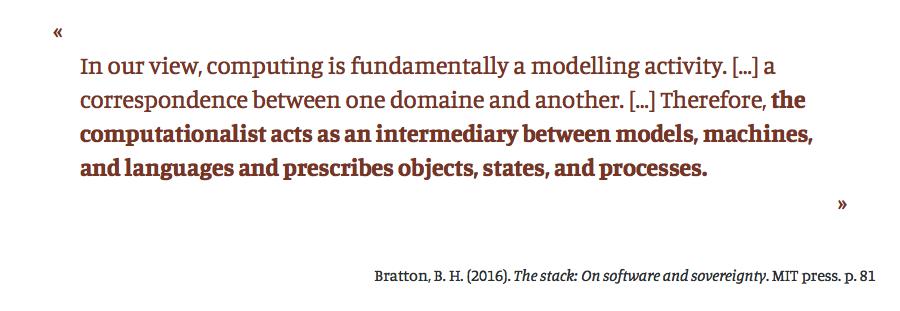 «
In our view, computing is fundamentally a modelling activity. [...] a
correspondence between one domaine and another. [...] Therefore, the
computationalist acts as an intermediary between models, machines,
and languages and prescribes objects, states, and processes.
»
Bratton, B. H. (2016). The stack: On software and sovereignty. MIT press. p. 81